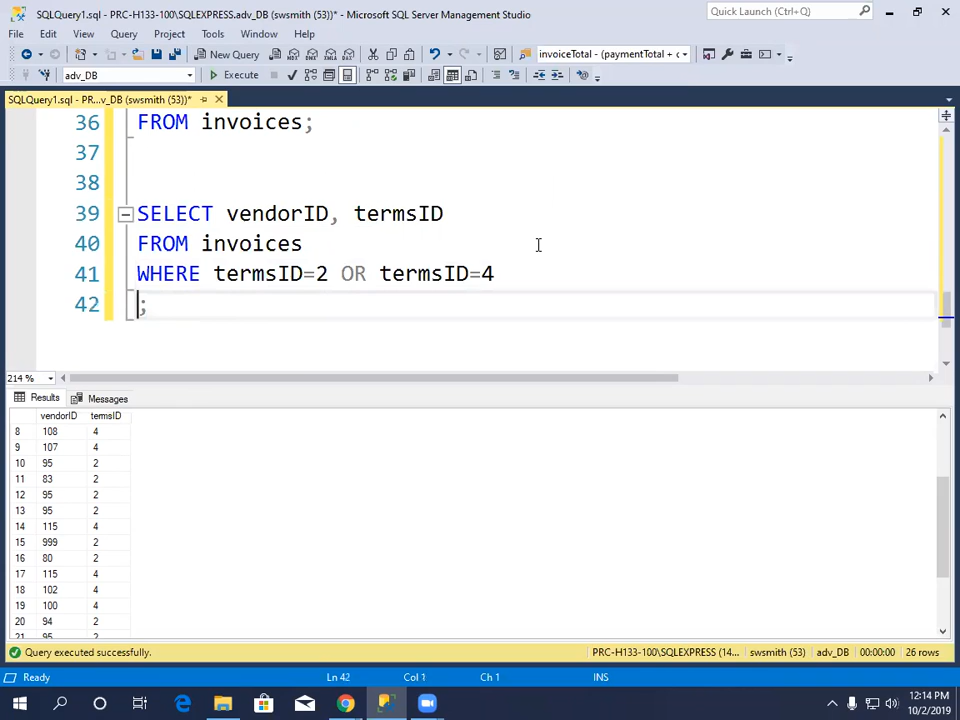 SQLQuery1.sql - PRC-H133-100\SQLEXPRESS.adv_DB (swsmith (53))* - Microsoft SQL Server Management Studio
Quick Launch (Ctrl+Q)
File Edit View Query Project Tools Window Help
New Query
invoiceTotal - (paymentTotal + c
adv_DB
Execute
SQLQuery1.sql - PR...v_DB (swsmith (53))*
36 FROM invoices;
37
38
39 SELECT vendorID, termsID
40 FROM invoices
41 WHERE termsID=2 OR termsID=4
42 ;
214 %
Results Messages
vendorID termsID
8 108 4
9 107 4
10 95 2
11 83 2
12 95 2
13 95 2
14 115 4
15 999 2
16 80 2
17 115 4
18 102 4
19 100 4
20 94 2
21 95 2
Query executed successfully.
PRC-H133-100\SQLEXPRESS (14... swsmith (53) adv_DB 00:00:00 26 rows
Ready Ln 42 Col 1 Ch 1 INS
12:14 PM
10/2/2019